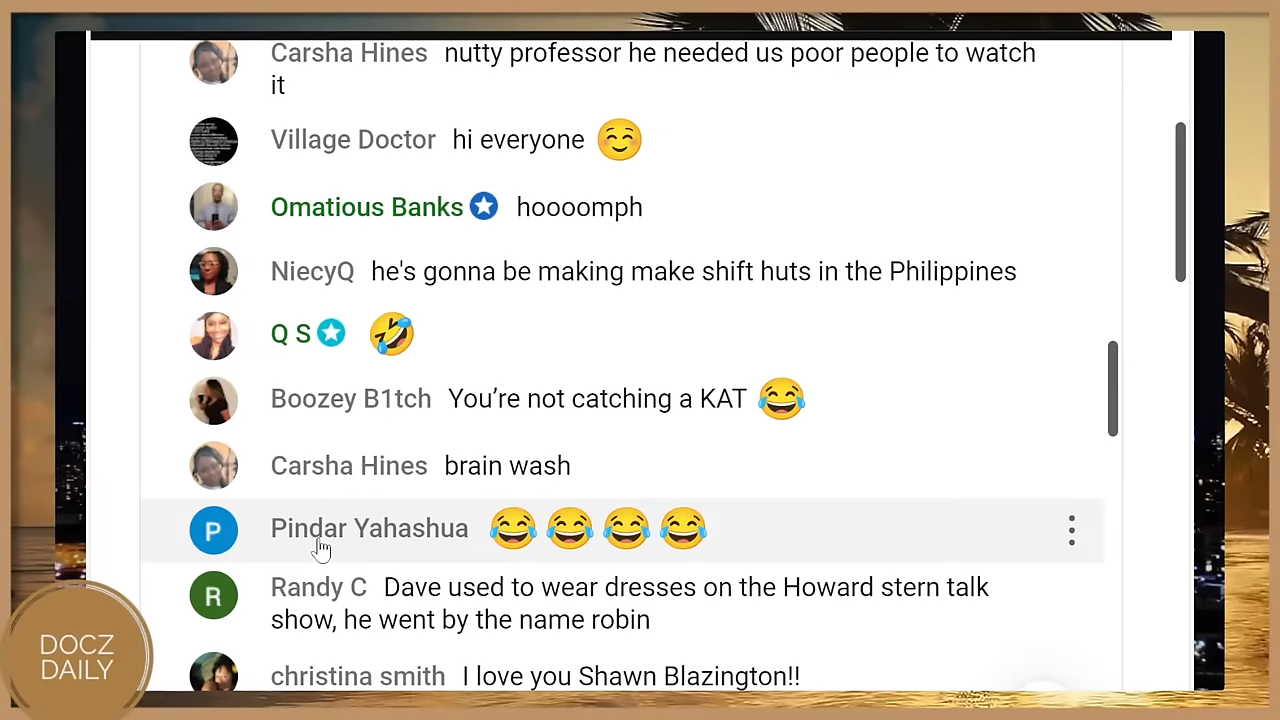 Carsha Hines nutty professor he needed us poor people to watch
it
Village Doctor hi everyone 😊
Omatious Banks hoooomph
NiecyQ he's gonna be making make shift huts in the Philippines
Q S 🤣
Boozey B1tch You’re not catching a KAT 😂
Carsha Hines brain wash
P Pindar Yahashua 😂😂😂😂
R Randy C Dave used to wear dresses on the Howard stern talk
show, he went by the name robin
christina smith I love you Shawn Blazington!!
DOCZ
DAILY